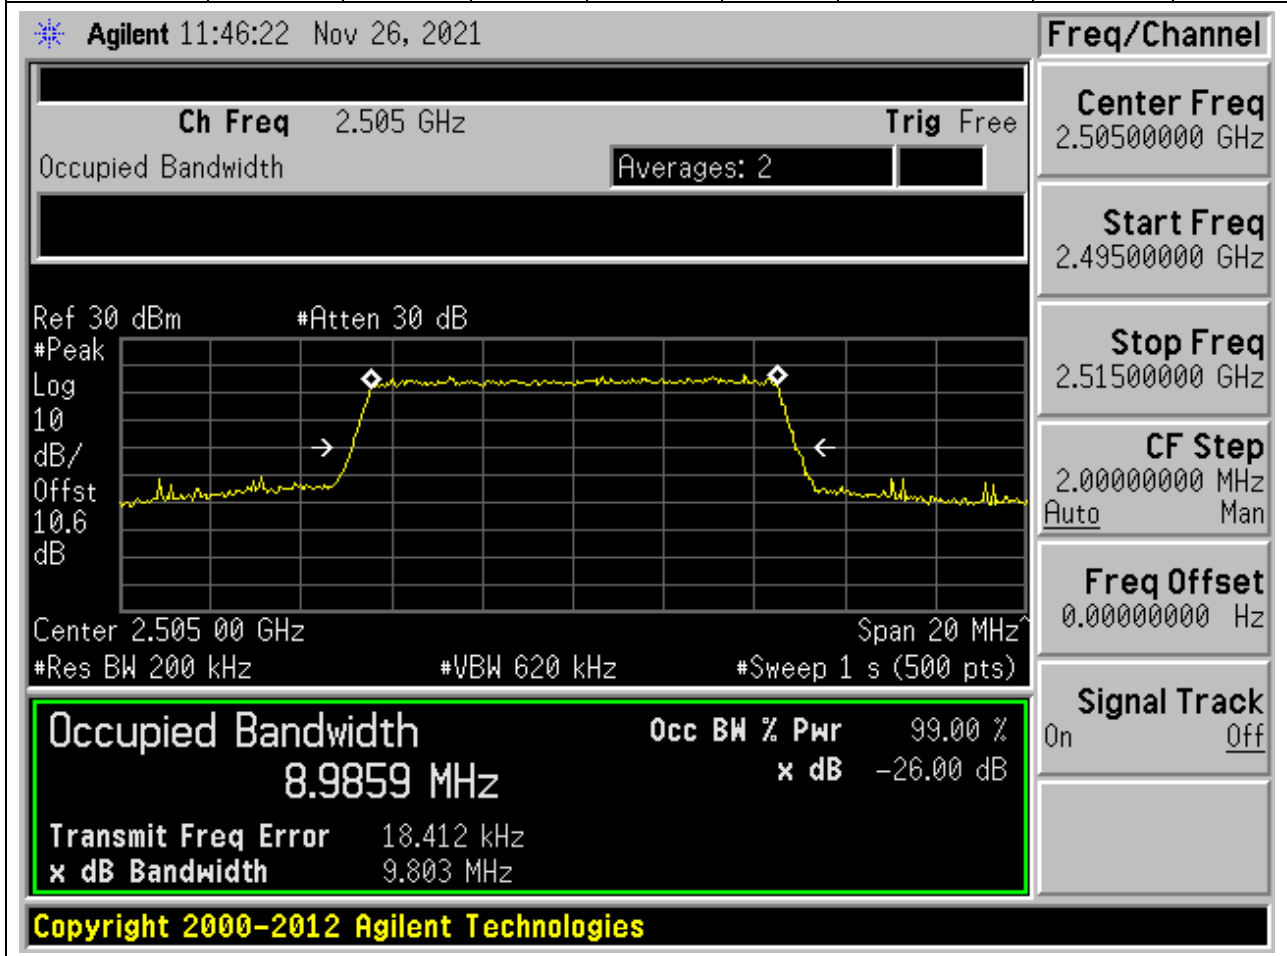 Agilent 11:46:22 Nov 26, 2021
Freq/Channel
Ch Freq 2.505 GHz Trig Free
Occupied Bandwidth Averages: 2
Center Freq
2.50500000 GHz
Start Freq
2.49500000 GHz
Stop Freq
2.51500000 GHz
CF Step
2.00000000 MHz
Auto Man
Freq Offset
0.00000000 Hz
Signal Track
On Off
Ref 30 dBm #Atten 30 dB
#Peak
Log
10
dB/
Offst
10.6
dB
Center 2.505 00 GHz Span 20 MHz^
#Res BW 200 kHz #VBW 620 kHz #Sweep 1 s (500 pts)
Occupied Bandwidth Occ BW % Pwr 99.00 %
8.9859 MHz x dB -26.00 dB
Transmit Freq Error 18.412 kHz
x dB Bandwidth 9.803 MHz
Copyright 2000-2012 Agilent Technologies